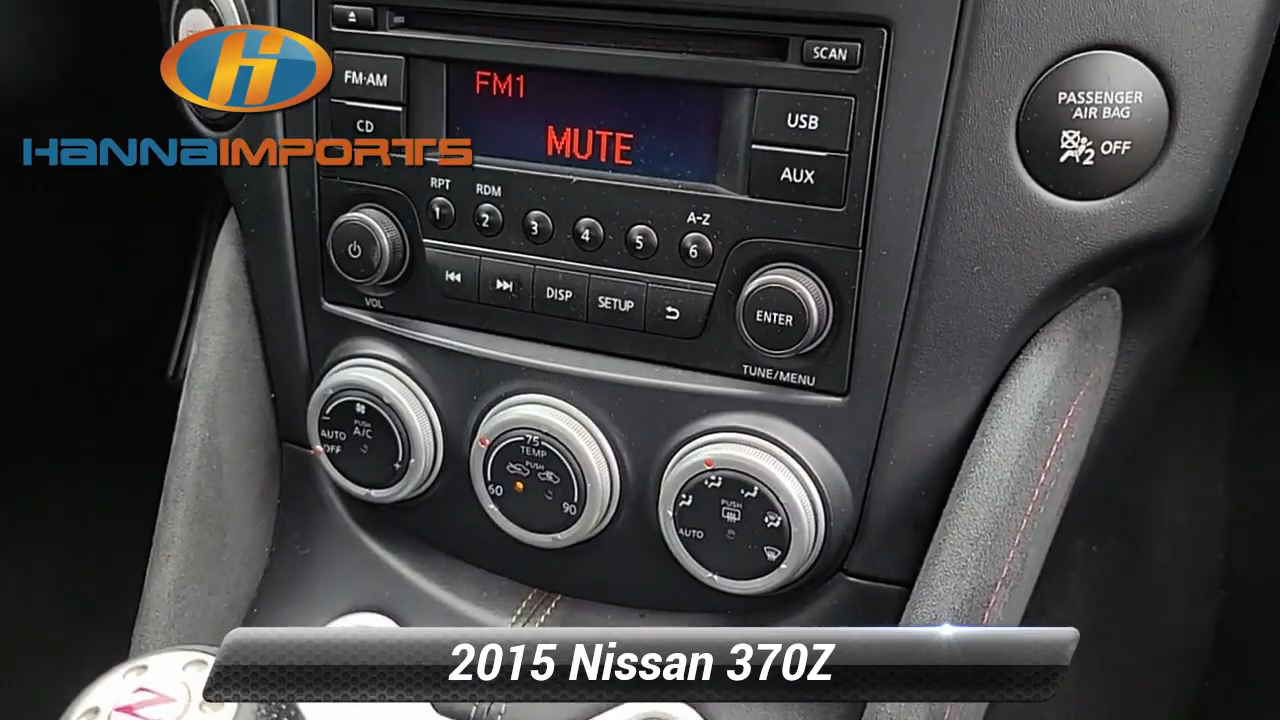 HANNAIMPORTS
SCAN
FM·AM
CD
FM1
MUTE
USB
AUX
PASSENGER
AIR BAG
2 OFF
RPT
RDM
A-Z
1
2
3
4
5
6
VOL
DISP
SETUP
ENTER
TUNE/MENU
PUSH
A/C
AUTO
OFF
75
TEMP
PUSH
60
90
PUSH
AUTO
2015 Nissan 370Z